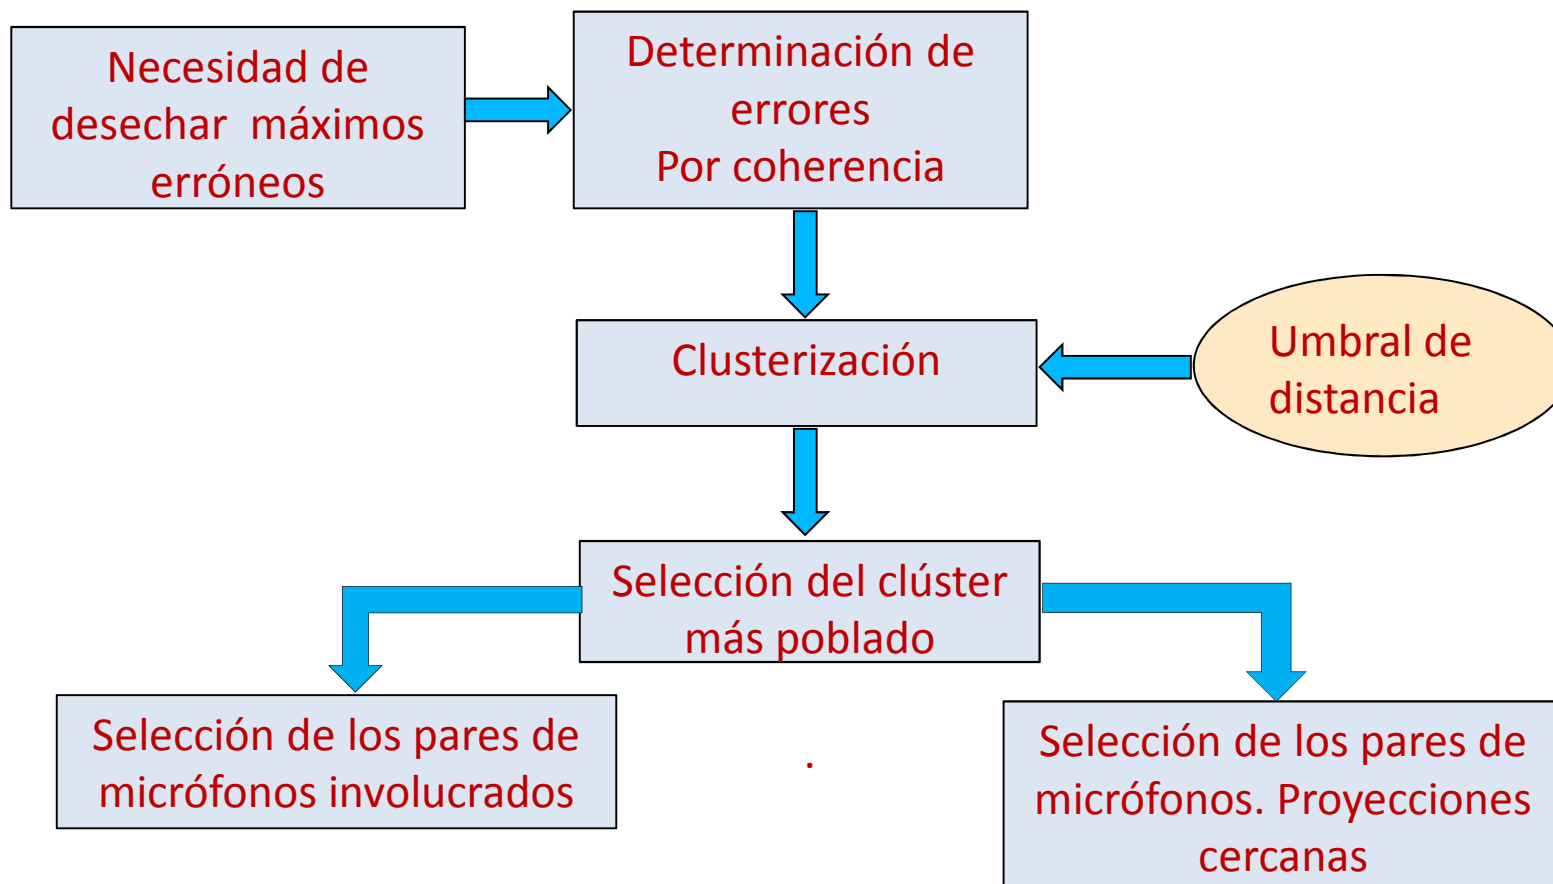 Necesidad de
desechar  máximos
erróneos
Determinación de
errores
Por coherencia
Clusterización
Umbral de
distancia
Selección del clúster
más poblado
Selección de los pares de
micrófonos involucrados
.
Selección de los pares de
micrófonos. Proyecciones
cercanas